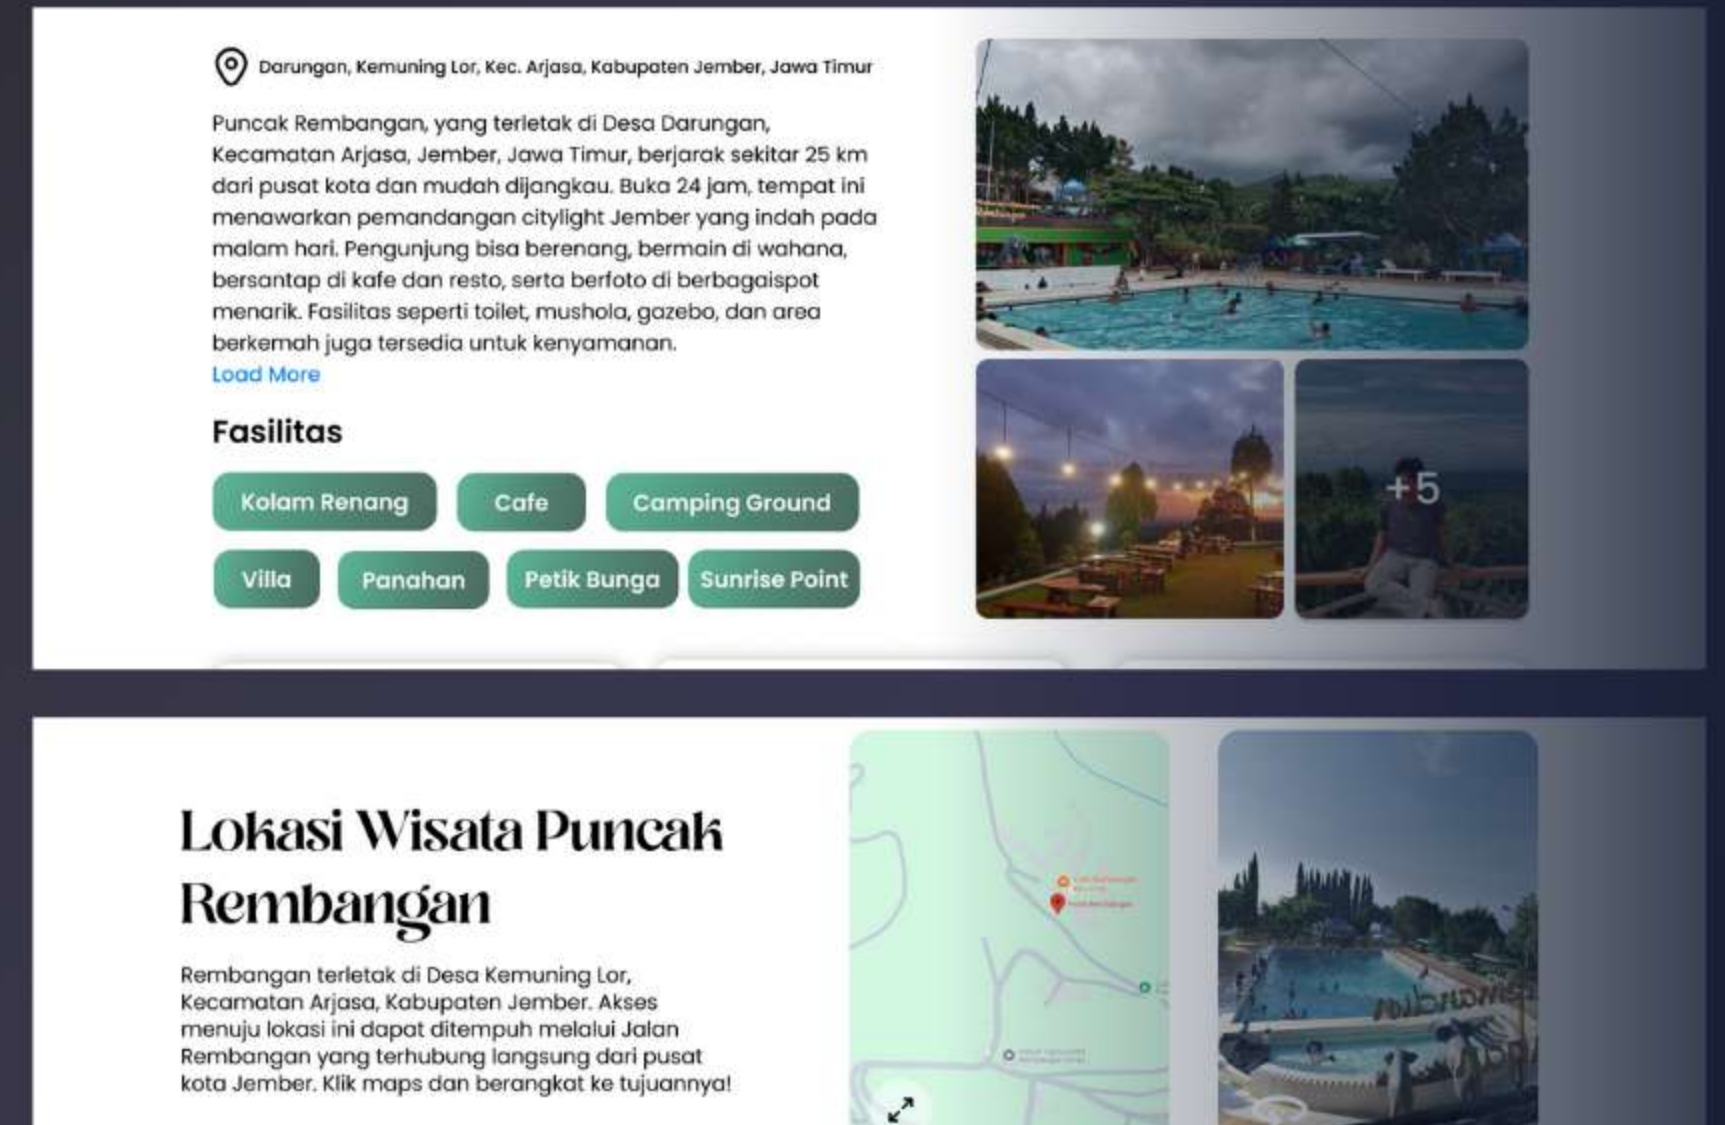 Darungan, Kemuning Lor, Kec. Arjasa, Kabupaten Jember, Jawa Timur
Puncak Rembangan, yang terletak di Desa Darungan,
Kecamatan Arjasa, Jember, Jawa Timur, berjarak sekitar 25 km
dari pusat kota dan mudah dijangkau. Buka 24 jam, tempat ini
menawarkan pemandangan citylight Jember yang indah pada
malam hari. Pengunjung bisa berenang, bermain di wahana,
bersantap di kafe dan resto, serta berfoto di berbagaispot
menarik. Fasilitas seperti toilet, mushola, gazebo, dan area
berkemah juga tersedia untuk kenyamanan.
Load More
Fasilitas
Kolam Renang
Cafe
Camping Ground
Villa
Panahan
Petik Bunga
Sunrise Point
+5
Lokasi Wisata Puncak
Rembangan
Rembangan terletak di Desa Kemuning Lor,
Kecamatan Arjasa, Kabupaten Jember. Akses
menuju lokasi ini dapat ditempuh melalui Jalan
Rembangan yang terhubung langsung dari pusat
kota Jember. Klik maps dan berangkat ke tujuannya!